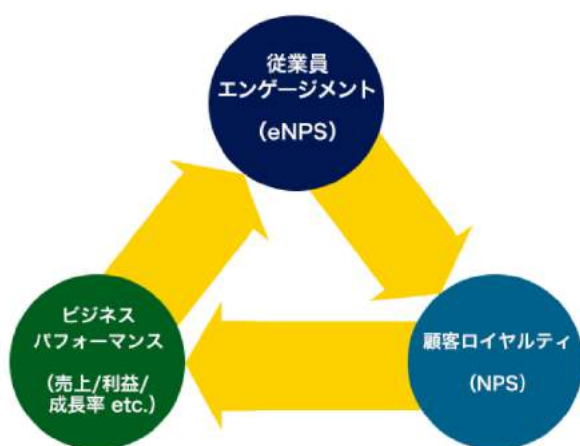 従業員
エンゲージメント
（eNPS）
ビジネス
パフォーマンス
（売上/利益/
成長率 etc.）
顧客ロイヤルティ
（NPS）